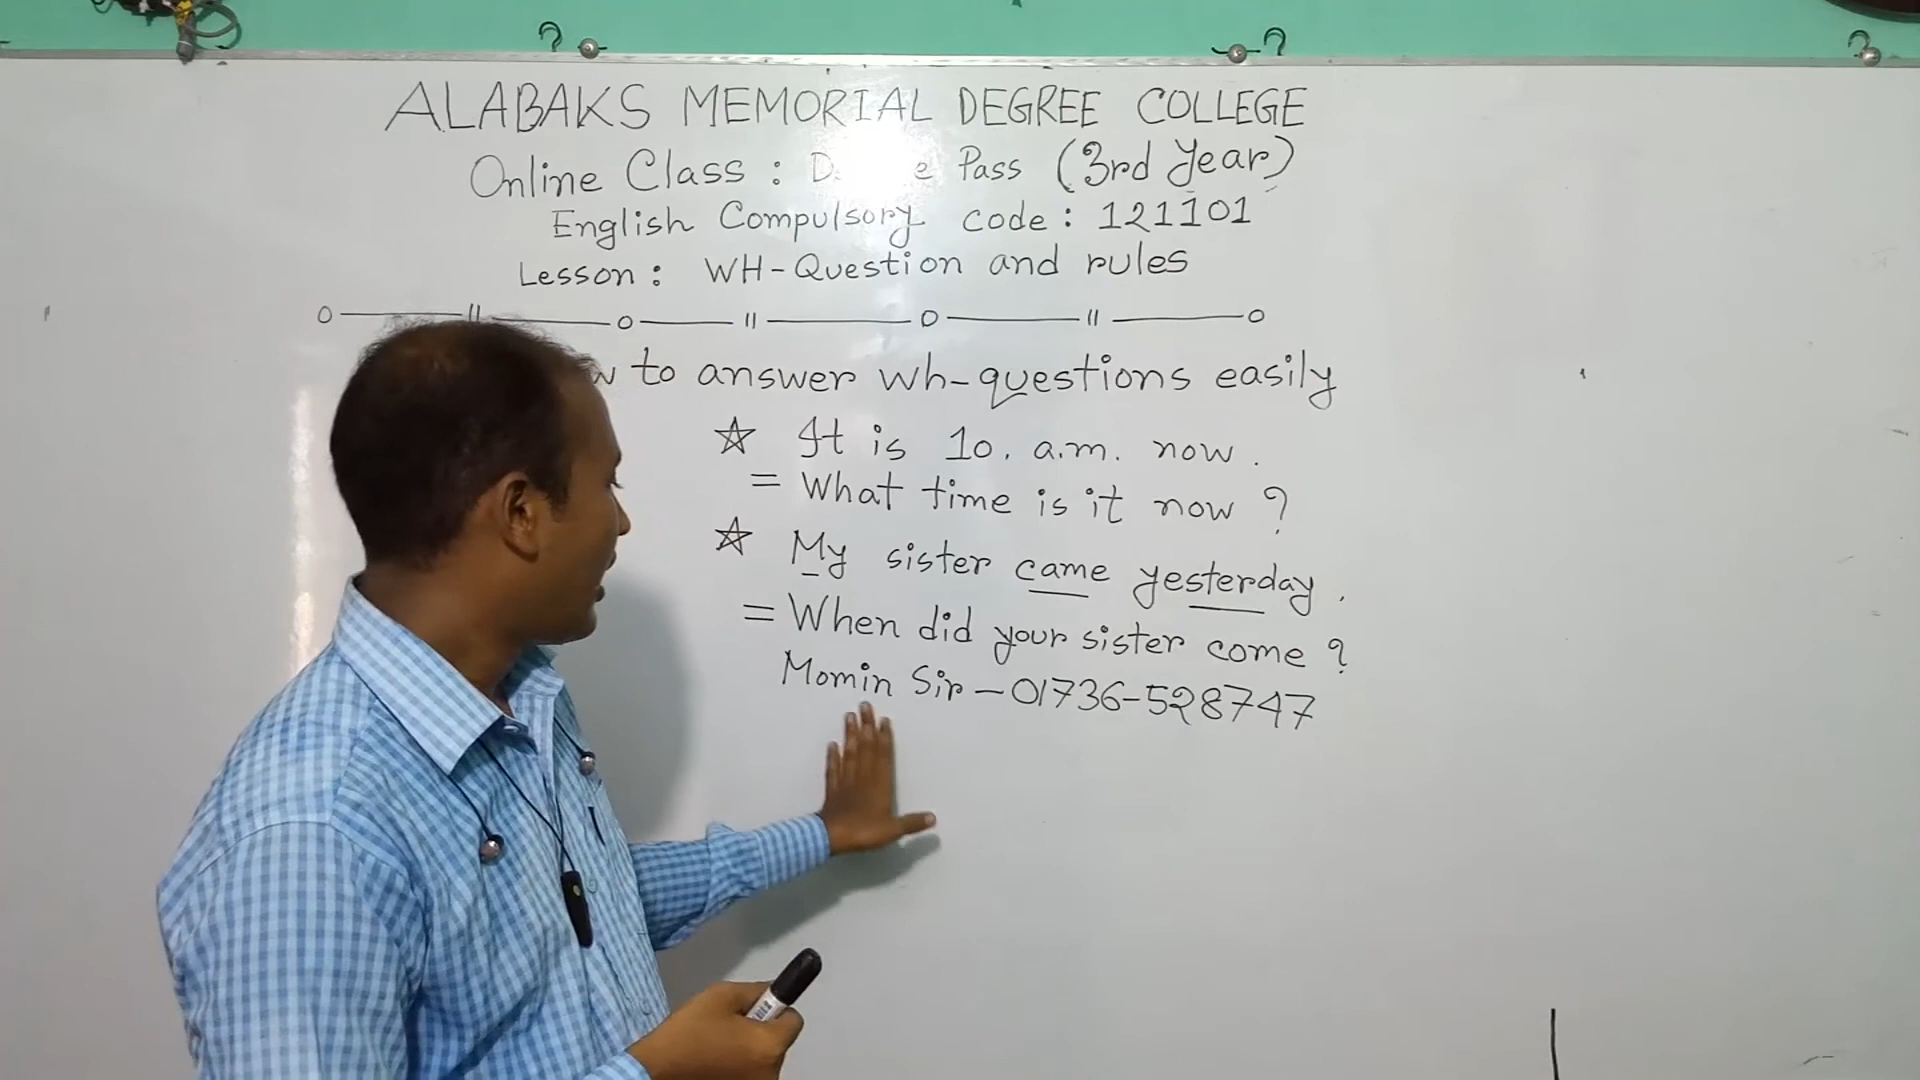 ALABAKS MEMORIAL DEGREE COLLEGE
Online Class : Pass (3rd Year)
English Compulsory code : 121101
Lesson : WH-Question and rules
to answer wh-questions easily
☆ It is 10. a.m. now.
= What time is it now ?
☆ My sister came yesterday.
= When did your sister come ?
Momin Sir - 01736-528747